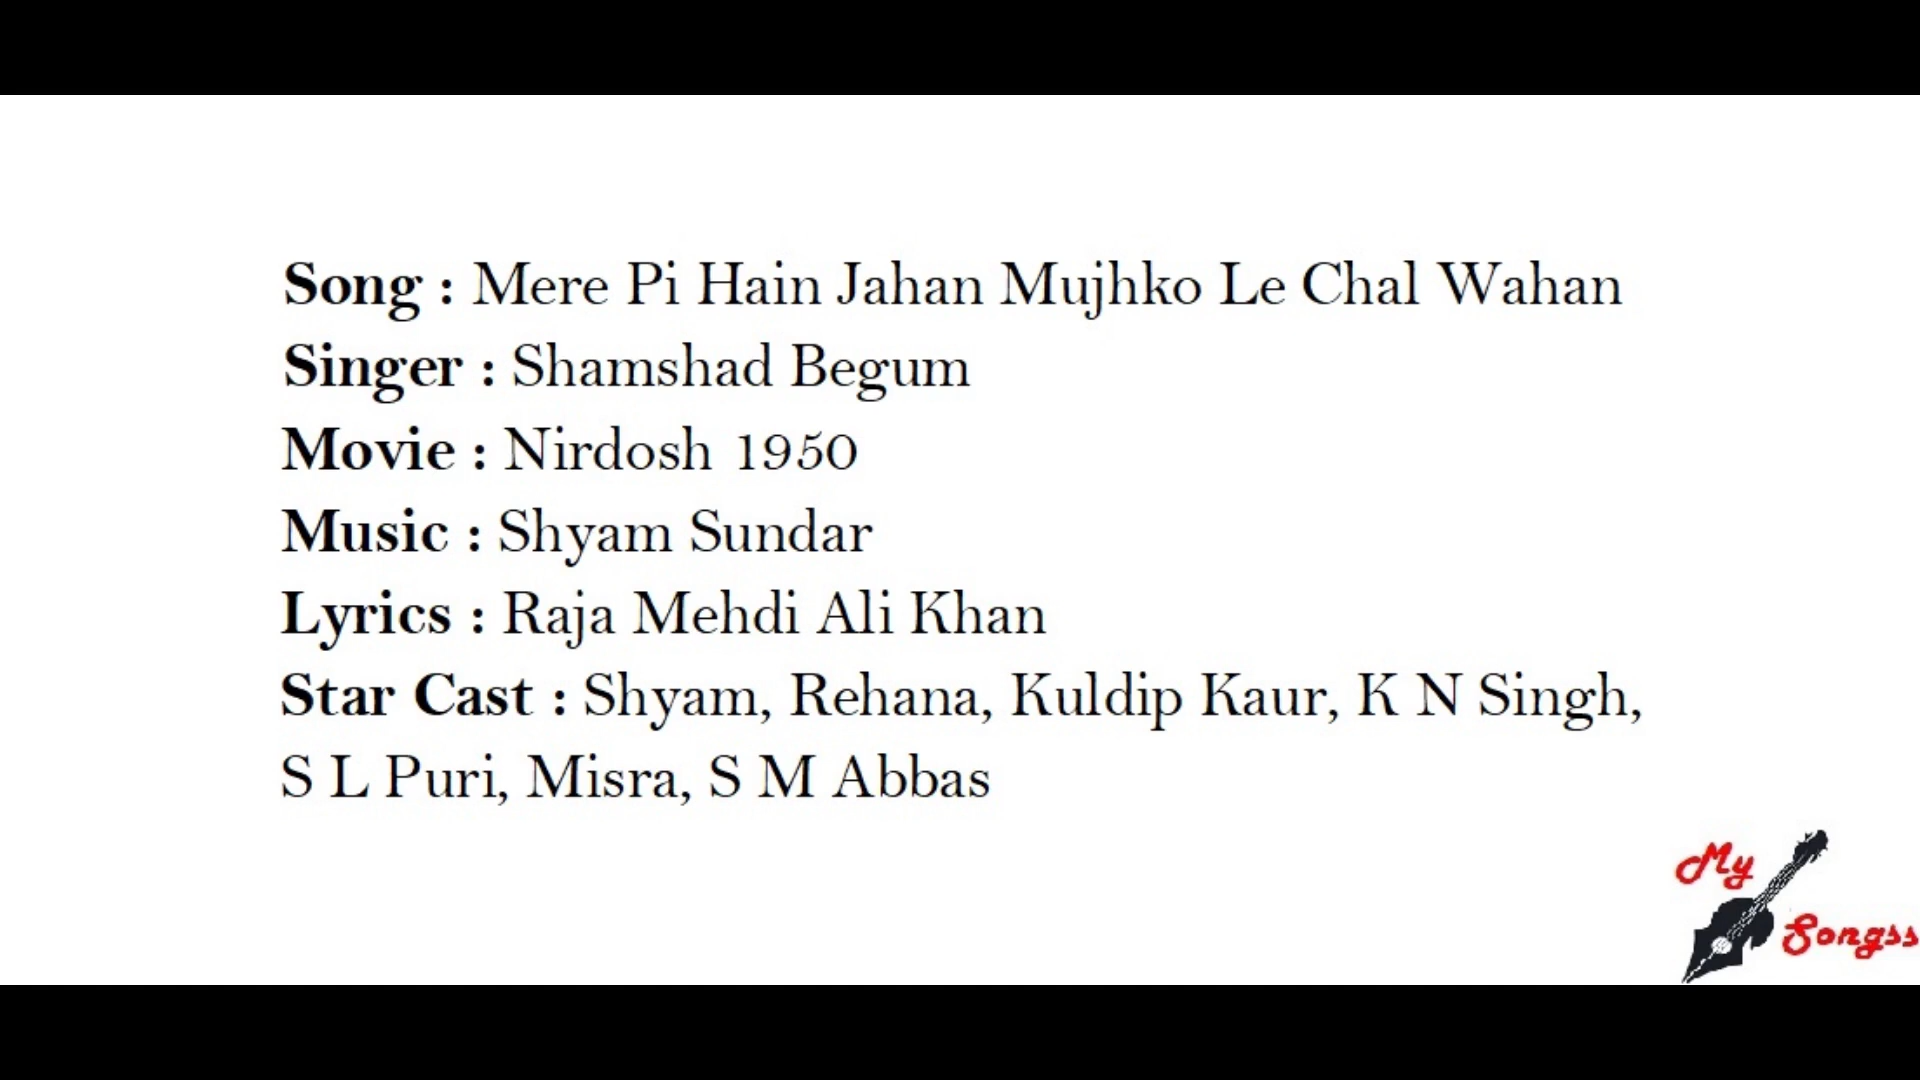 Song : Mere Pi Hain Jahan Mujhko Le Chal Wahan
Singer : Shamshad Begum
Movie : Nirdosh 1950
Music : Shyam Sundar
Lyrics : Raja Mehdi Ali Khan
Star Cast : Shyam, Rehana, Kuldip Kaur, K N Singh,
S L Puri, Misra, S M Abbas
My
Songss